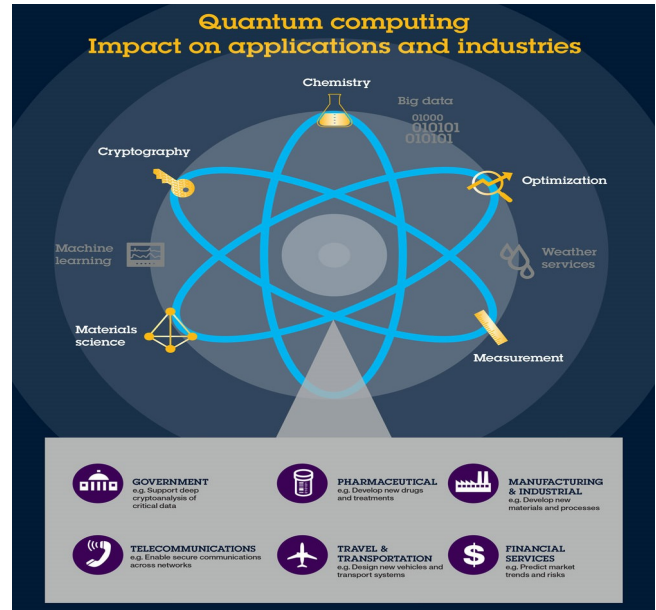 Quantum computing
Impact on applications and industries
Chemistry
Big data
01000
010101
010101
Cryptography
Optimization
Machine
learning
Weather
services
Materials
science
Measurement
GOVERNMENT
e.g. Support deep
cryptoanalysis of
critical data
PHARMACEUTICAL
e.g. Develop new drugs
and treatments
MANUFACTURING
& INDUSTRIAL
e.g. Develop new
materials and processes
TELECOMMUNICATIONS
e.g. Enable secure communications
across networks
TRAVEL &
TRANSPORTATION
e.g. Design new vehicles and
transport systems
$
FINANCIAL
SERVICES
e.g. Predict market
trends and risks